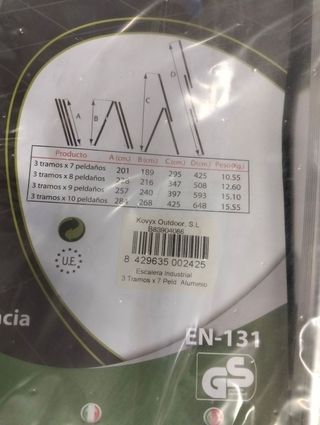 A B C D
Producto A (cm.) B (cm.) C (cm.) D (cm.) Peso (Kg.)
3 tramos x 7 peldaños 201 189 295 425 10.55
3 tramos x 8 peldaños 216 347 508 12.60
3 tramos x 9 peldaños 257 240 397 593 15.10
3 tramos x 10 peldaños 284 268 425 648 15.55
Kovyx Outdoor, S.L
B83904086
8 429635 002425
Escalera Industrial
3 Tramos x 7 Peld. Aluminio
U.E.
ncia
EN-131
GS